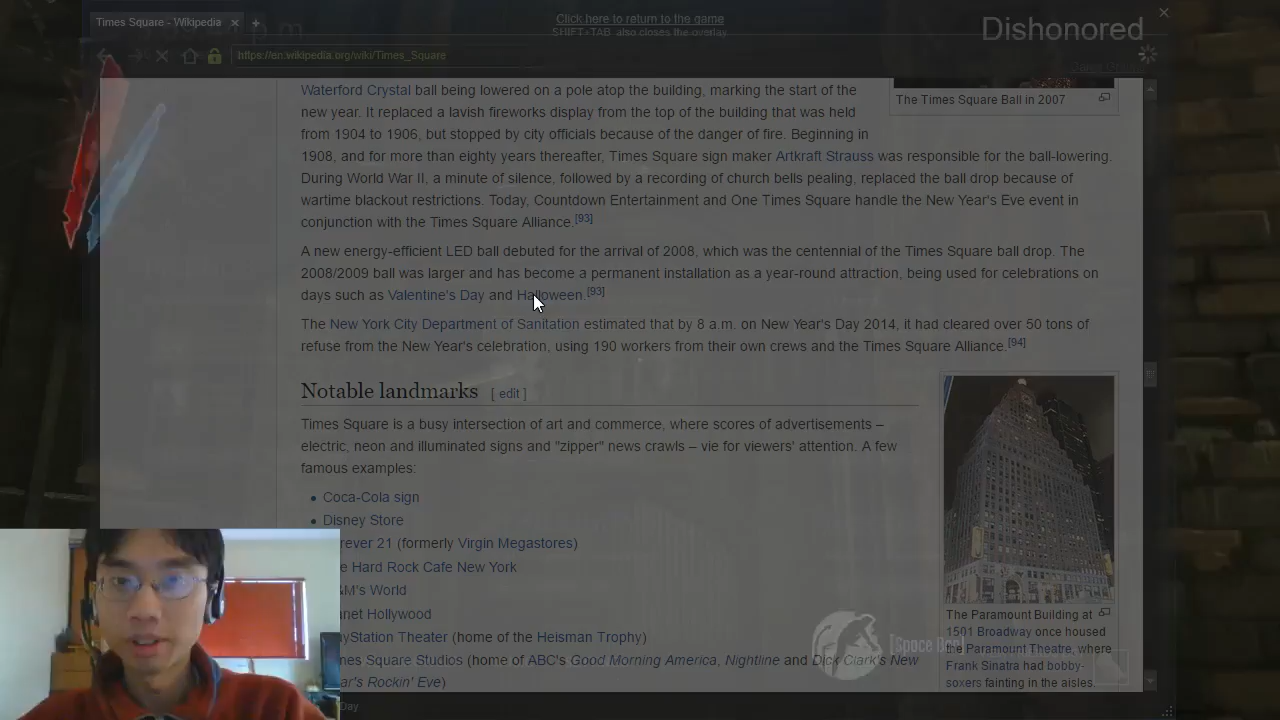 Times Square - Wikipedia
Click here to return to the game
SHIFT+TAB also closes the overlay
Dishonored
https://en.wikipedia.org/wiki/Times_Square
Waterford Crystal ball being lowered on a pole atop the building, marking the start of the
new year. It replaced a lavish fireworks display from the top of the building that was held
from 1904 to 1906, but stopped by city officials because of the danger of fire. Beginning in
1908, and for more than eighty years thereafter, Times Square sign maker Artkraft Strauss was responsible for the ball-lowering.
During World War II, a minute of silence, followed by a recording of church bells pealing, replaced the ball drop because of
wartime blackout restrictions. Today, Countdown Entertainment and One Times Square handle the New Year's Eve event in
conjunction with the Times Square Alliance.[93]
The Times Square Ball in 2007
A new energy-efficient LED ball debuted for the arrival of 2008, which was the centennial of the Times Square ball drop. The
2008/2009 ball was larger and has become a permanent installation as a year-round attraction, being used for celebrations on
days such as Valentine's Day and Halloween.[93]
The New York City Department of Sanitation estimated that by 8 a.m. on New Year's Day 2014, it had cleared over 50 tons of
refuse from the New Year's celebration, using 190 workers from their own crews and the Times Square Alliance.[94]
Notable landmarks [ edit ]
Times Square is a busy intersection of art and commerce, where scores of advertisements –
electric, neon and illuminated signs and "zipper" news crawls – vie for viewers' attention. A few
famous examples:
Coca-Cola sign
Disney Store
rever 21 (formerly Virgin Megastores)
e Hard Rock Cafe New York
&M's World
anet Hollywood
ayStation Theater (home of the Heisman Trophy)
mes Square Studios (home of ABC's Good Morning America, Nightline and Dick Clark's New
ar's Rockin' Eve)
The Paramount Building at
1501 Broadway once housed
the Paramount Theatre, where
Frank Sinatra had bobby-
soxers fainting in the aisles.
Day